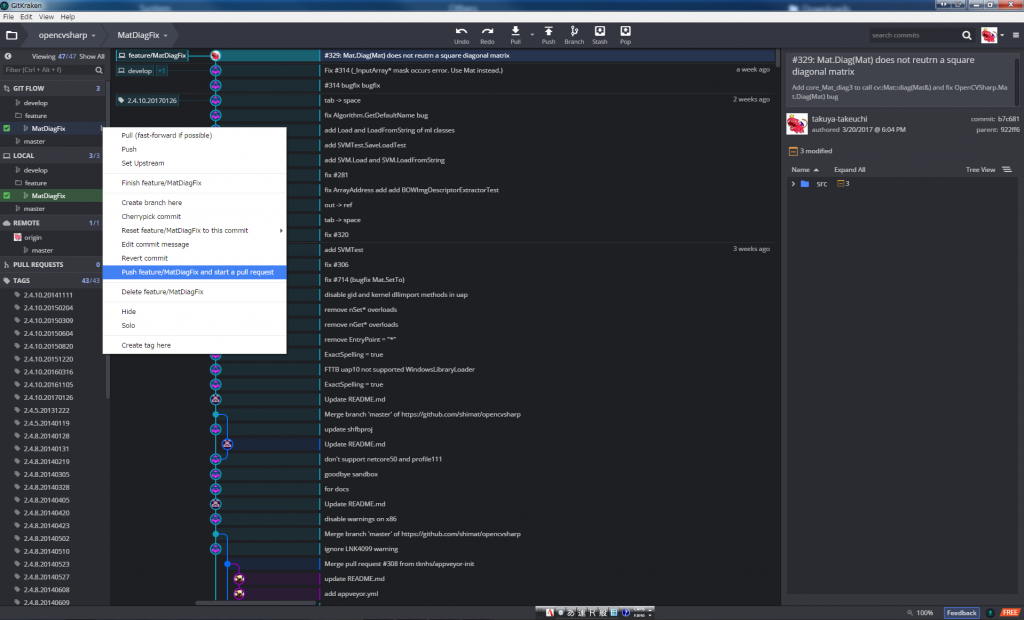 GitKraken
File Edit View Help
opencvsharp
MatDiagFix
Undo
Redo
Pull
Push
Branch
Stash
Pop
search commits
Viewing 47/47 Show All
Filter (Ctrl + Alt + f)
GIT FLOW 3
develop
feature
MatDiagFix
master
LOCAL 3/3
develop
feature
MatDiagFix
master
REMOTE 1/1
origin
master
PULL REQUESTS 0
TAGS 43/43
2.4.10.20141111
2.4.10.20150204
2.4.10.20150309
2.4.10.20150604
2.4.10.20150820
2.4.10.20151220
2.4.10.20160316
2.4.10.20161105
2.4.10.20170126
2.4.5.20131222
2.4.8.20140119
2.4.8.20140128
2.4.8.20140131
2.4.8.20140219
2.4.8.20140305
2.4.8.20140328
2.4.8.20140405
2.4.8.20140420
2.4.8.20140423
2.4.8.20140502
2.4.8.20140510
2.4.8.20140523
2.4.8.20140527
2.4.8.20140608
2.4.8.20140609
Pull (fast-forward if possible)
Push
Set Upstream
Finish feature/MatDiagFix
Create branch here
Cherrypick commit
Reset feature/MatDiagFix to this commit
Edit commit message
Revert commit
Push feature/MatDiagFix and start a pull request
Delete feature/MatDiagFix
Hide
Solo
Create tag here
feature/MatDiagFix
develop +1
2.4.10.20170126
#329: Mat.Diag(Mat) does not reutrn a square diagonal matrix
Fix #314 (_InputArray* mask occurs error. Use Mat instead.) a week ago
#314 bugfix bugfix
tab -> space 2 weeks ago
fix Algorithm.GetDefaultName bug
add Load and LoadFromString of ml classes
add SVMTest.SaveLoadTest
add SVM.Load and SVM.LoadFromString
fix #281
fix ArrayAddress add add BOWImgDescriptorExtractorTest
out -> ref
tab -> space
fix #320
add SVMTest 3 weeks ago
fix #306
fix #714 (bugfix Mat.SetTo)
disable gid and kernel dllimport methods in uap
remove nSet* overloads
remove nGet* overloads
remove EntryPoint = "*"
ExactSpelling = true
FTTB uap10 not supported WindowsLibraryLoader
ExactSpelling = true
Update README.md
Merge branch 'master' of https://github.com/shimat/opencvsharp
update shfbproj
Update README.md
don't support netcore50 and profile111
goodbye sandbox
for docs
Update README.md
disable warnings on x86
Merge branch 'master' of https://github.com/shimat/opencvsharp
ignore LNK4099 warning
Merge pull request #308 from tknhs/appveyor-init
update README.md
add appveyor.yml
#329: Mat.Diag(Mat) does not reutrn a square
diagonal matrix
Add core_Mat_diag3 to call cv::Mat::diag(Mat&) and fix OpenCVSharp.Ma
t.Diag(Mat) bug
takuya-takeuchi
authored 3/20/2017 @ 6:04 PM
commit: b7c681
parent: 922ff6
3 modified
Name Expand All Tree View
src 3
100%
Feedback
FREE